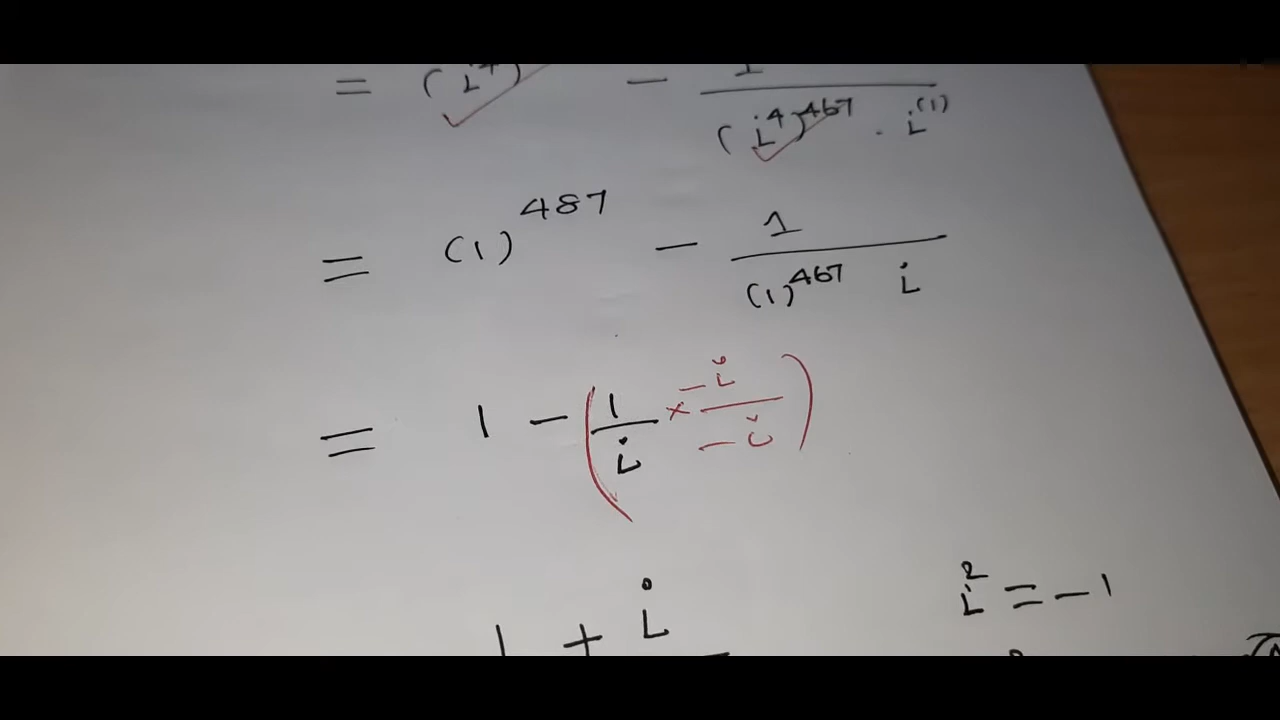 = (i⁴) - 1/((i⁴)⁴⁶⁷ . i⁽¹⁾)
= (1)⁴⁸⁷ - 1/((1)⁴⁶⁷ i)
= 1 - (1/i × -i/-i)
1 + i
i² = -1